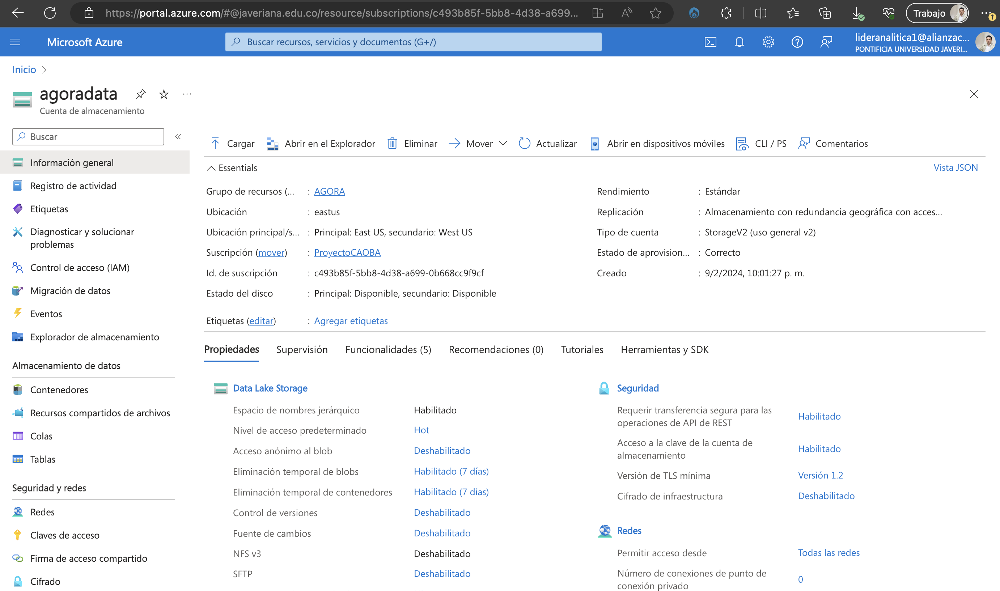 https://portal.azure.com/#@javeriana.edu.co/resource/subscriptions/c493b85f-5bb8-4d38-a699...
Trabajo
Microsoft Azure
Buscar recursos, servicios y documentos (G+/)
lideranalitica1@alianzac...
PONTIFICIA UNIVERSIDAD JAVERI...
Inicio
agoradata
Cuenta de almacenamiento
Buscar
Información general
Registro de actividad
Etiquetas
Diagnosticar y solucionar
problemas
Control de acceso (IAM)
Migración de datos
Eventos
Explorador de almacenamiento
Almacenamiento de datos
Contenedores
Recursos compartidos de archivos
Colas
Tablas
Seguridad y redes
Redes
Claves de acceso
Firma de acceso compartido
Cifrado
Cargar
Abrir en el Explorador
Eliminar
Mover
Actualizar
Abrir en dispositivos móviles
CLI / PS
Comentarios
Essentials
Vista JSON
Grupo de recursos (... : AGORA
Ubicación : eastus
Ubicación principal/s... : Principal: East US, secundario: West US
Suscripción (mover) : ProyectoCAOBA
Id. de suscripción : c493b85f-5bb8-4d38-a699-0b668cc9f9cf
Estado del disco : Principal: Disponible, secundario: Disponible
Etiquetas (editar) : Agregar etiquetas
Rendimiento : Estándar
Replicación : Almacenamiento con redundancia geográfica con acces...
Tipo de cuenta : StorageV2 (uso general v2)
Estado de aprovision... : Correcto
Creado : 9/2/2024, 10:01:27 p. m.
Propiedades
Supervisión
Funcionalidades (5)
Recomendaciones (0)
Tutoriales
Herramientas y SDK
Data Lake Storage
Espacio de nombres jerárquico Habilitado
Nivel de acceso predeterminado Hot
Acceso anónimo al blob Deshabilitado
Eliminación temporal de blobs Habilitado (7 días)
Eliminación temporal de contenedores Habilitado (7 días)
Control de versiones Deshabilitado
Fuente de cambios Deshabilitado
NFS v3 Deshabilitado
SFTP Deshabilitado
Seguridad
Requerir transferencia segura para las
operaciones de API de REST
Habilitado
Acceso a la clave de la cuenta de
almacenamiento
Habilitado
Versión de TLS mínima Versión 1.2
Cifrado de infraestructura Deshabilitado
Redes
Permitir acceso desde Todas las redes
Número de conexiones de punto de
conexión privado
0